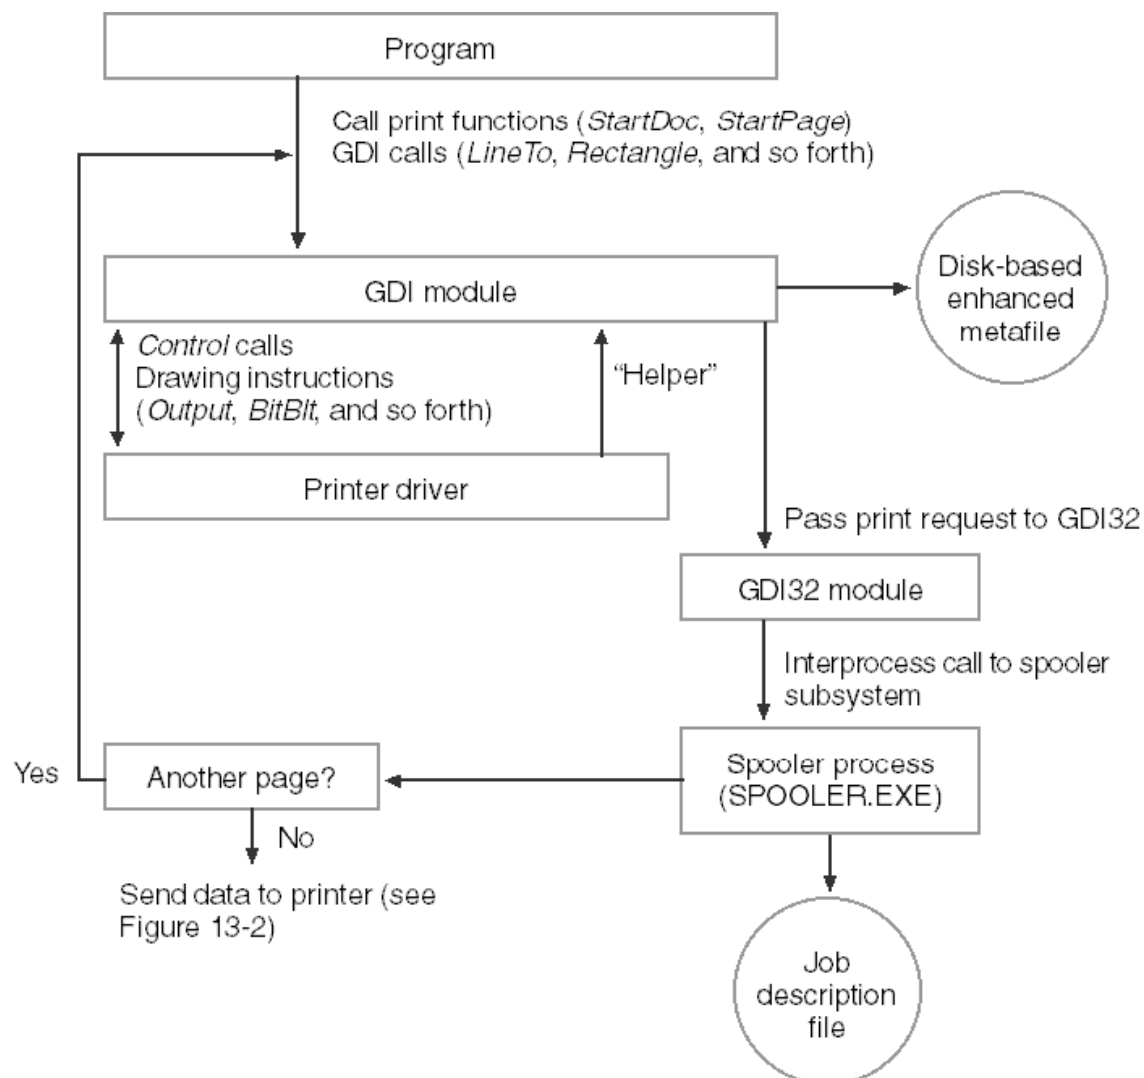 Program
Call print functions (StartDoc, StartPage)
GDI calls (LineTo, Rectangle, and so forth)
GDI module
Disk-based
enhanced
metafile
Control calls
Drawing instructions
(Output, BitBlt, and so forth)
“Helper”
Printer driver
Pass print request to GDI32
GDI32 module
Interprocess call to spooler
subsystem
Yes
Another page?
Spooler process
(SPOOLER.EXE)
No
Send data to printer (see
Figure 13-2)
Job
description
file